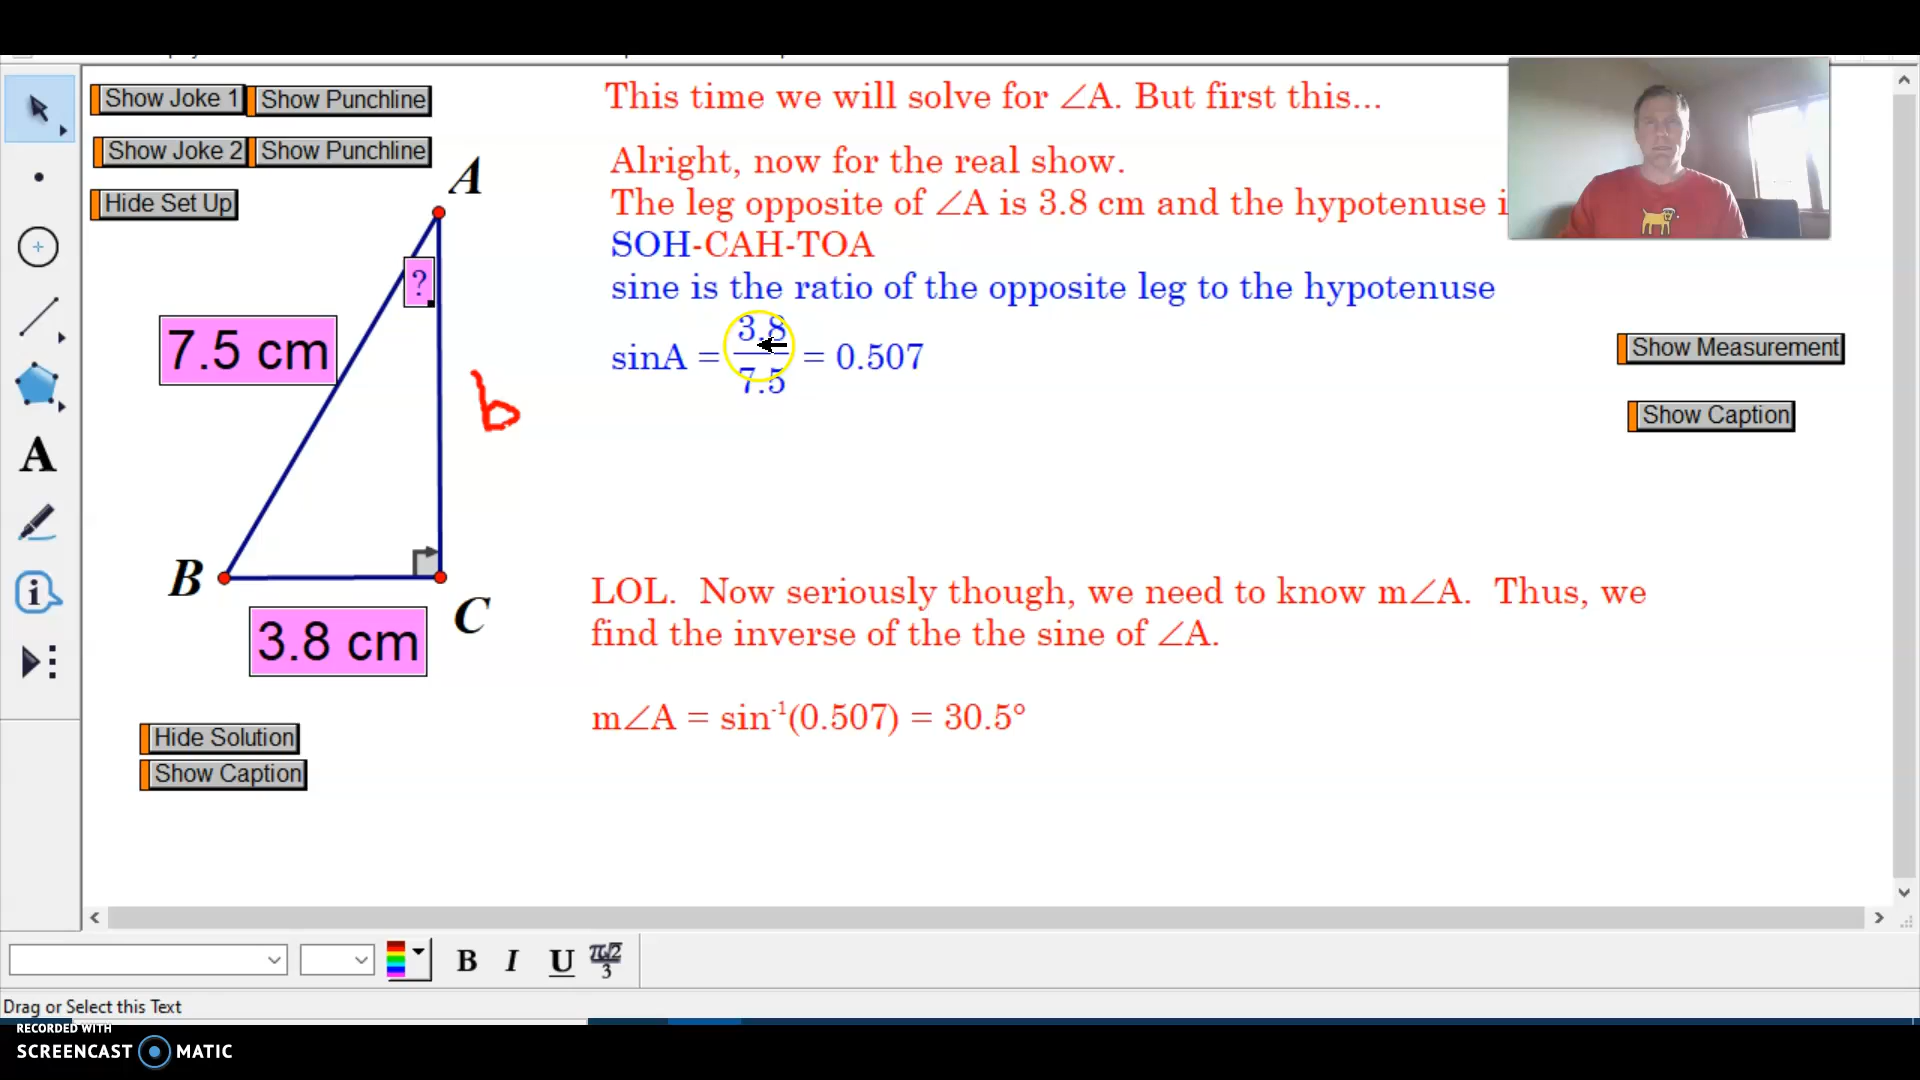 Show Joke 1
Show Punchline
This time we will solve for ∠A. But first this...
Show Joke 2
Show Punchline
Hide Set Up
Alright, now for the real show.
The leg opposite of ∠A is 3.8 cm and the hypotenuse i
SOH-CAH-TOA
sine is the ratio of the opposite leg to the hypotenuse
sinA = 3.8/7.5 = 0.507
A
?
7.5 cm
b
B
C
3.8 cm
Show Measurement
Show Caption
LOL. Now seriously though, we need to know m∠A. Thus, we
find the inverse of the the sine of ∠A.
m∠A = sin⁻¹(0.507) = 30.5°
Hide Solution
Show Caption
A
B I U π√2/3
Drag or Select this Text
RECORDED WITH
SCREENCAST MATIC